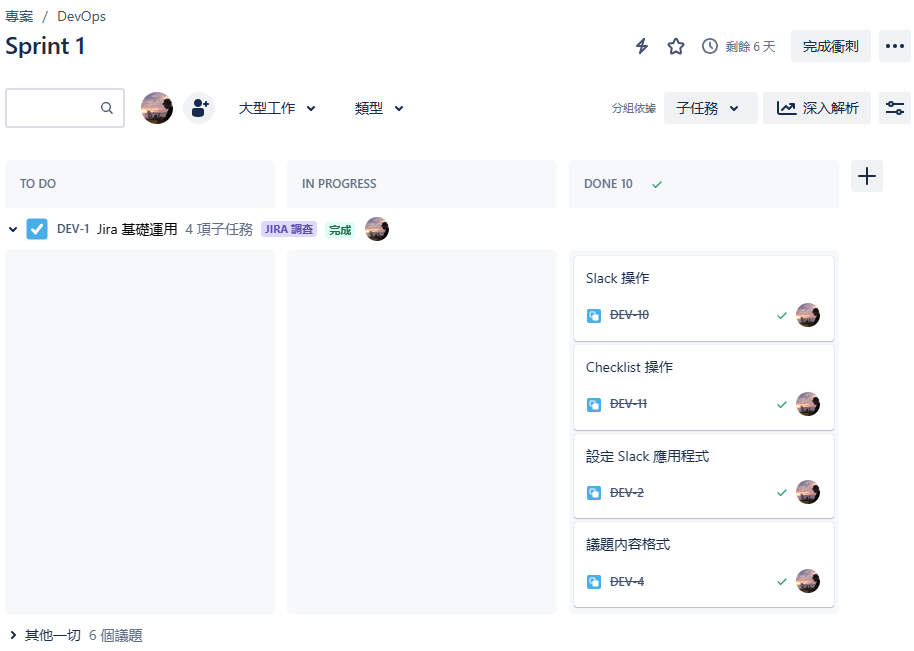 專案 / DevOps
Sprint 1
剩餘 6 天
完成衝刺
大型工作
類型
分組依據
子任務
深入解析
TO DO
IN PROGRESS
DONE 10
DEV-1 Jira 基礎運用 4 項子任務 JIRA 調查 完成
Slack 操作
DEV-10
Checklist 操作
DEV-11
設定 Slack 應用程式
DEV-2
議題內容格式
DEV-4
其他一切 6 個議題